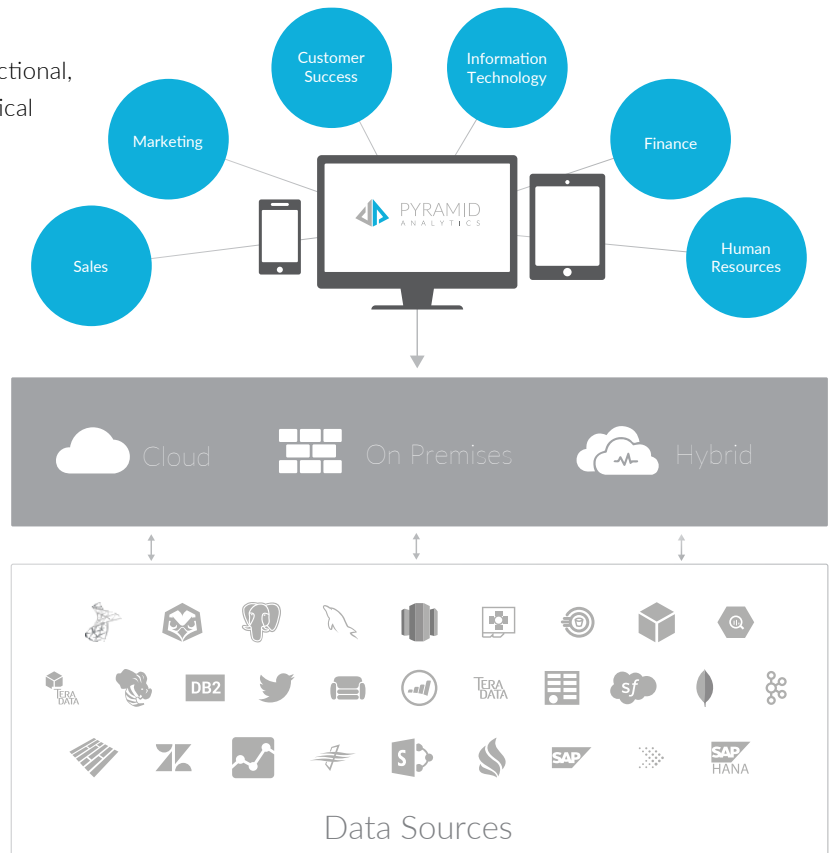 ctional,
ical
Customer
Success
Information
Technology
Marketing
Finance
PYRAMID
ANALYTICS
Sales
Human
Resources
Cloud
On Premises
Hybrid
TERA
DATA
DB2
TERA
DATA
sf
S
SAP
SAP
HANA
Data Sources